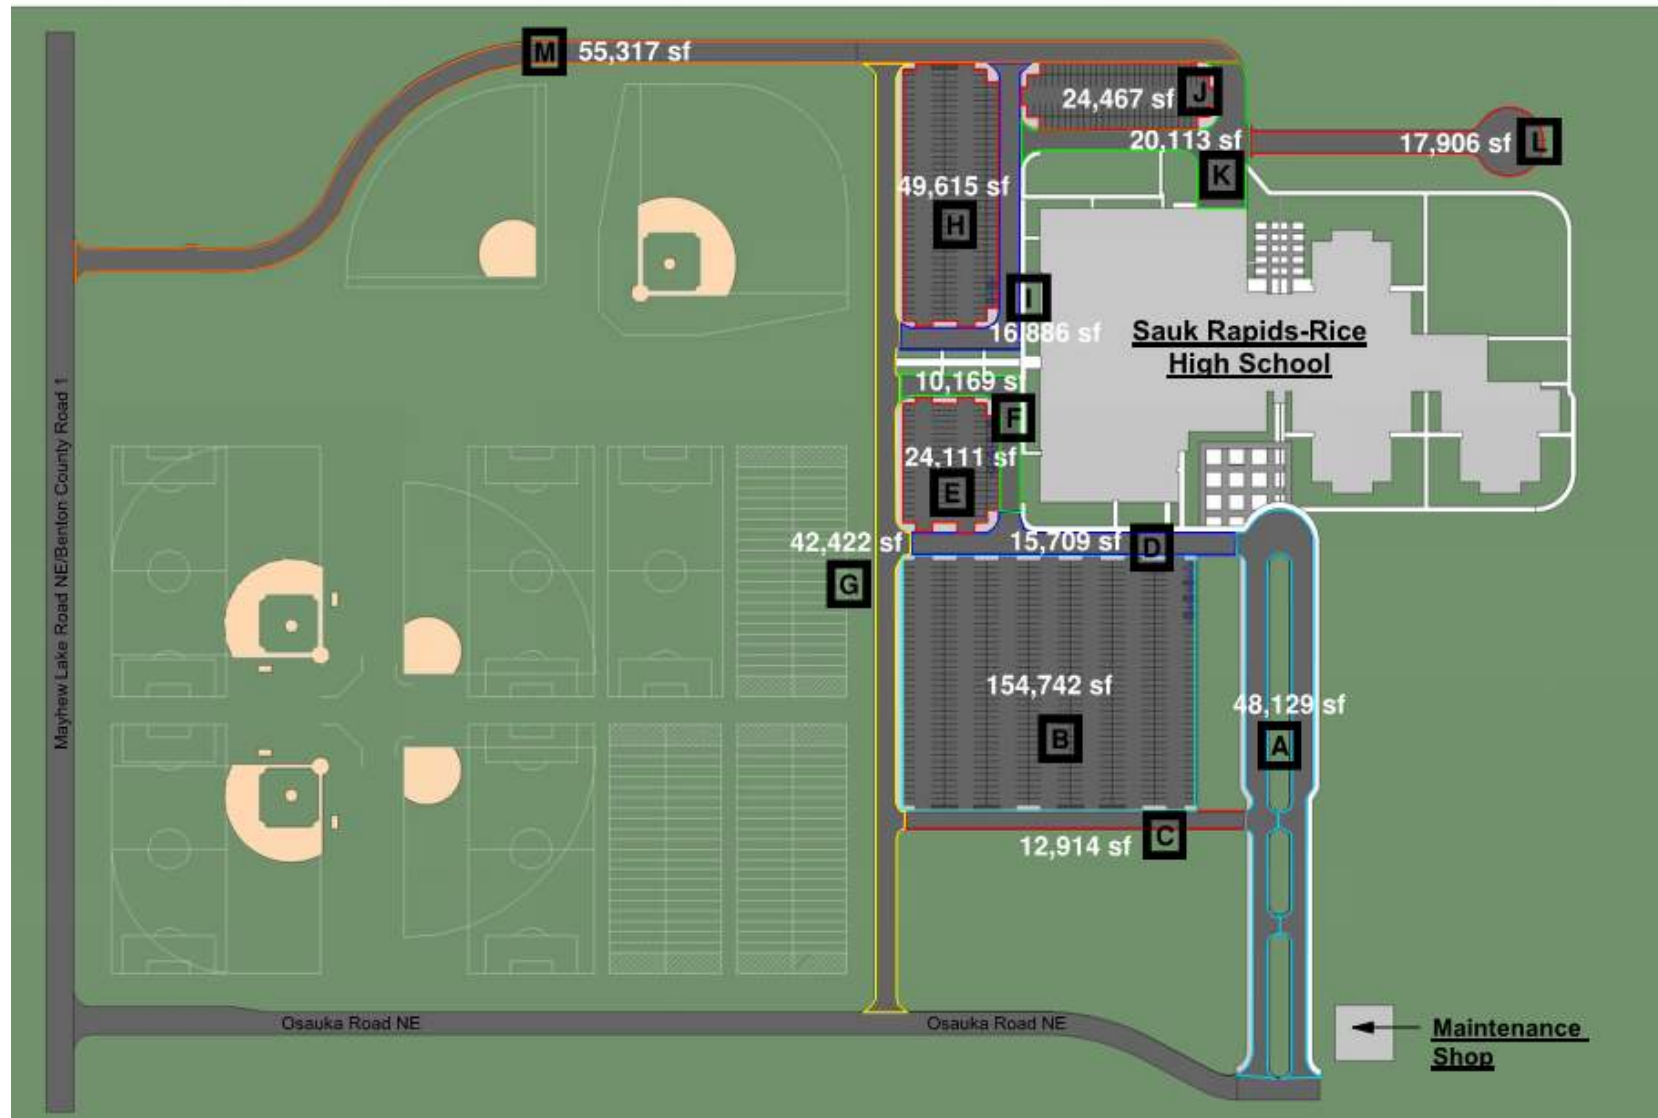 M 55,317 sf
24,467 sf J
20,113 sf
17,906 sf L
K
49,615 sf
H
I
16,886 sf
Sauk Rapids-Rice
High School
10,169 sf
F
24,111 sf
E
42,422 sf
15,709 sf D
G
154,742 sf
B
48,129 sf
A
12,914 sf C
Mayhew Lake Road NE/Benton County Road 1
Osauka Road NE
Osauka Road NE
Maintenance
Shop